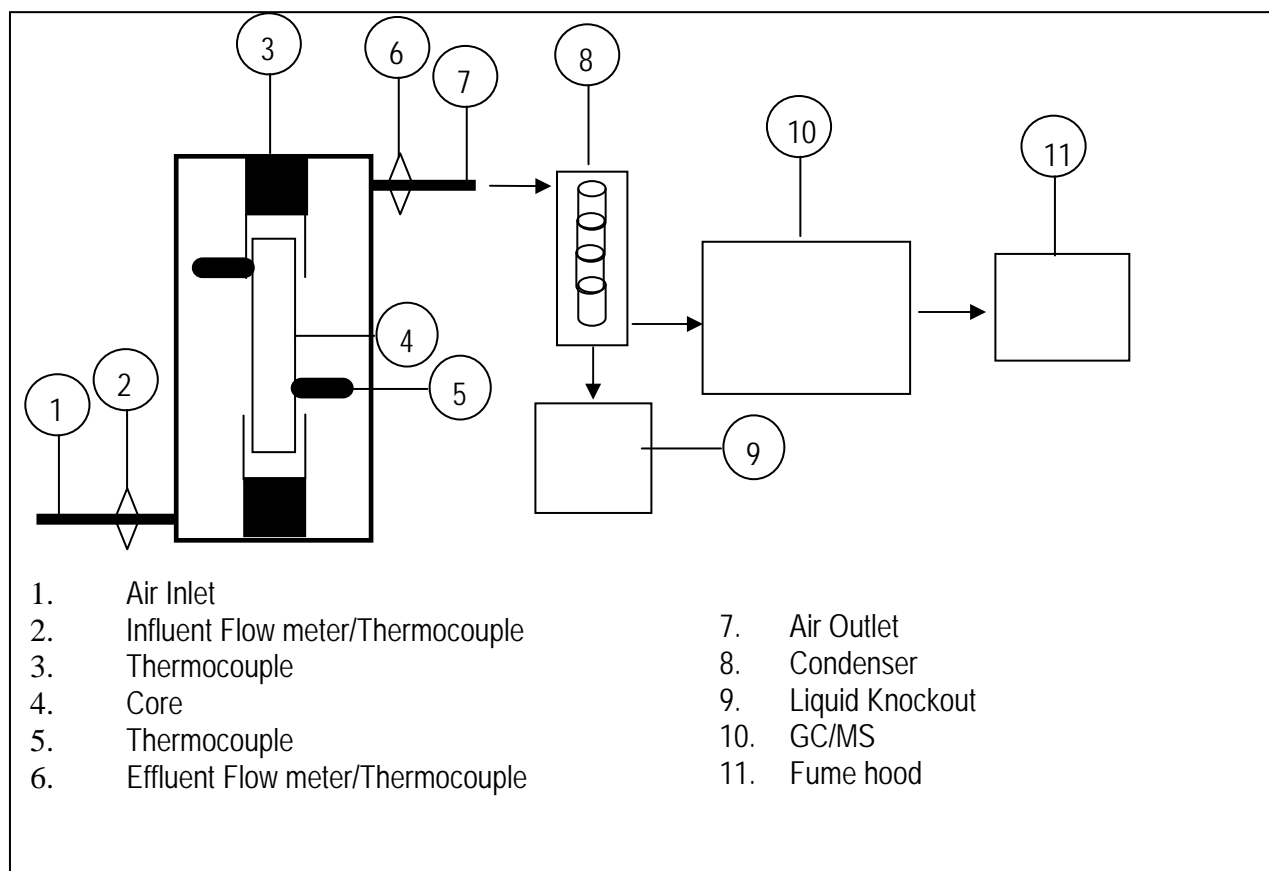 3
6
7
8
10
11
4
5
2
1
9
1. Air Inlet
2. Influent Flow meter/Thermocouple
3. Thermocouple
4. Core
5. Thermocouple
6. Effluent Flow meter/Thermocouple
7. Air Outlet
8. Condenser
9. Liquid Knockout
10. GC/MS
11. Fume hood